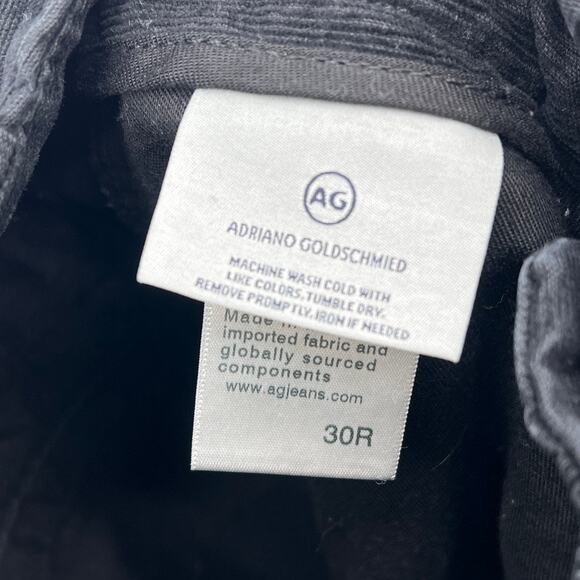 AG
ADRIANO GOLDSCHMIED
MACHINE WASH COLD WITH
LIKE COLORS. TUMBLE DRY.
REMOVE PROMPTLY. IRON IF NEEDED
Made
imported fabric and
globally sourced
components
www.agjeans.com
30R